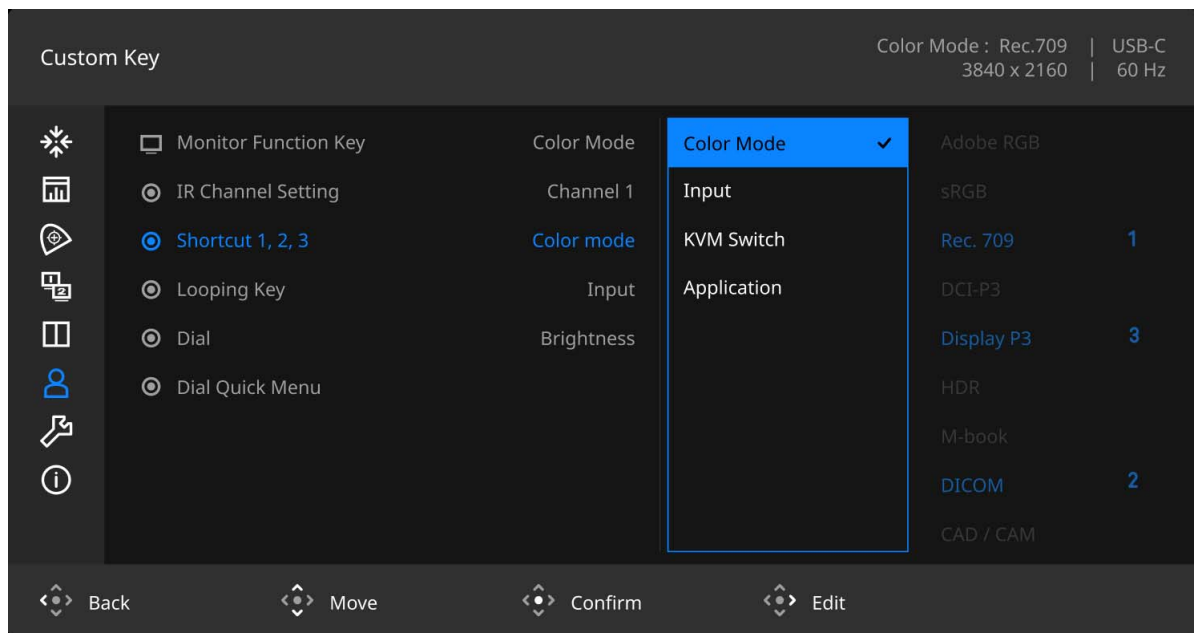 Custom Key
Color Mode : Rec.709 | USB-C
3840 x 2160 | 60 Hz
Monitor Function Key Color Mode
IR Channel Setting Channel 1
Shortcut 1, 2, 3 Color mode
Looping Key Input
Dial Brightness
Dial Quick Menu
Color Mode
Input
KVM Switch
Application
Adobe RGB
sRGB
Rec. 709 1
DCI-P3
Display P3 3
HDR
M-book
DICOM 2
CAD / CAM
Back Move Confirm Edit